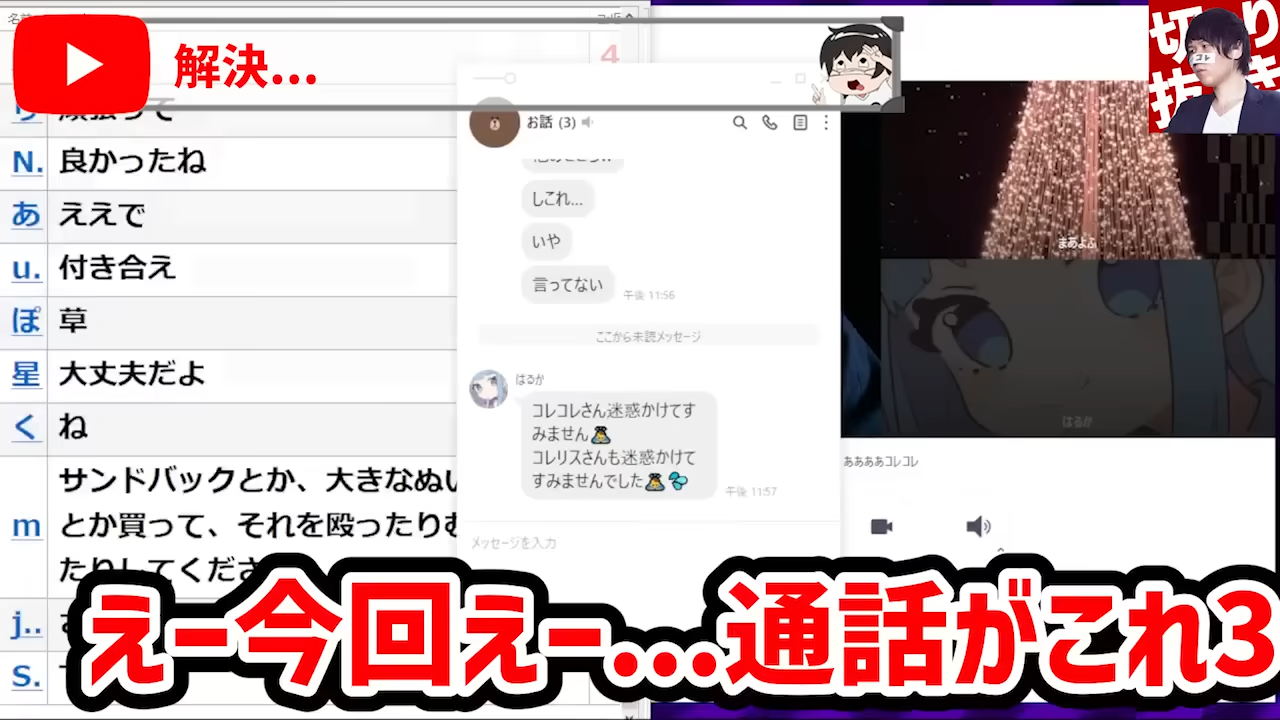 解決...
切り抜き
コレ
4
お話 (3)
N. 良かったね
あ ええで
u. 付き合え
ぽ 草
星 大丈夫だよ
く ね
サンドバックとか、大きなぬい
m とか買って、それを殴ったりむ
たりしてくださ
j..
S.
しこれ...
いや
言ってない
午後 11:56
ここから未読メッセージ
はるか
コレコレさん迷惑かけてす
みません🙇
コレリスさんも迷惑かけて
すみませんでした🙇💦
午後 11:57
メッセージを入力
まあよふ
はるか
ああああコレコレ
えー今回えー...通話がこれ3